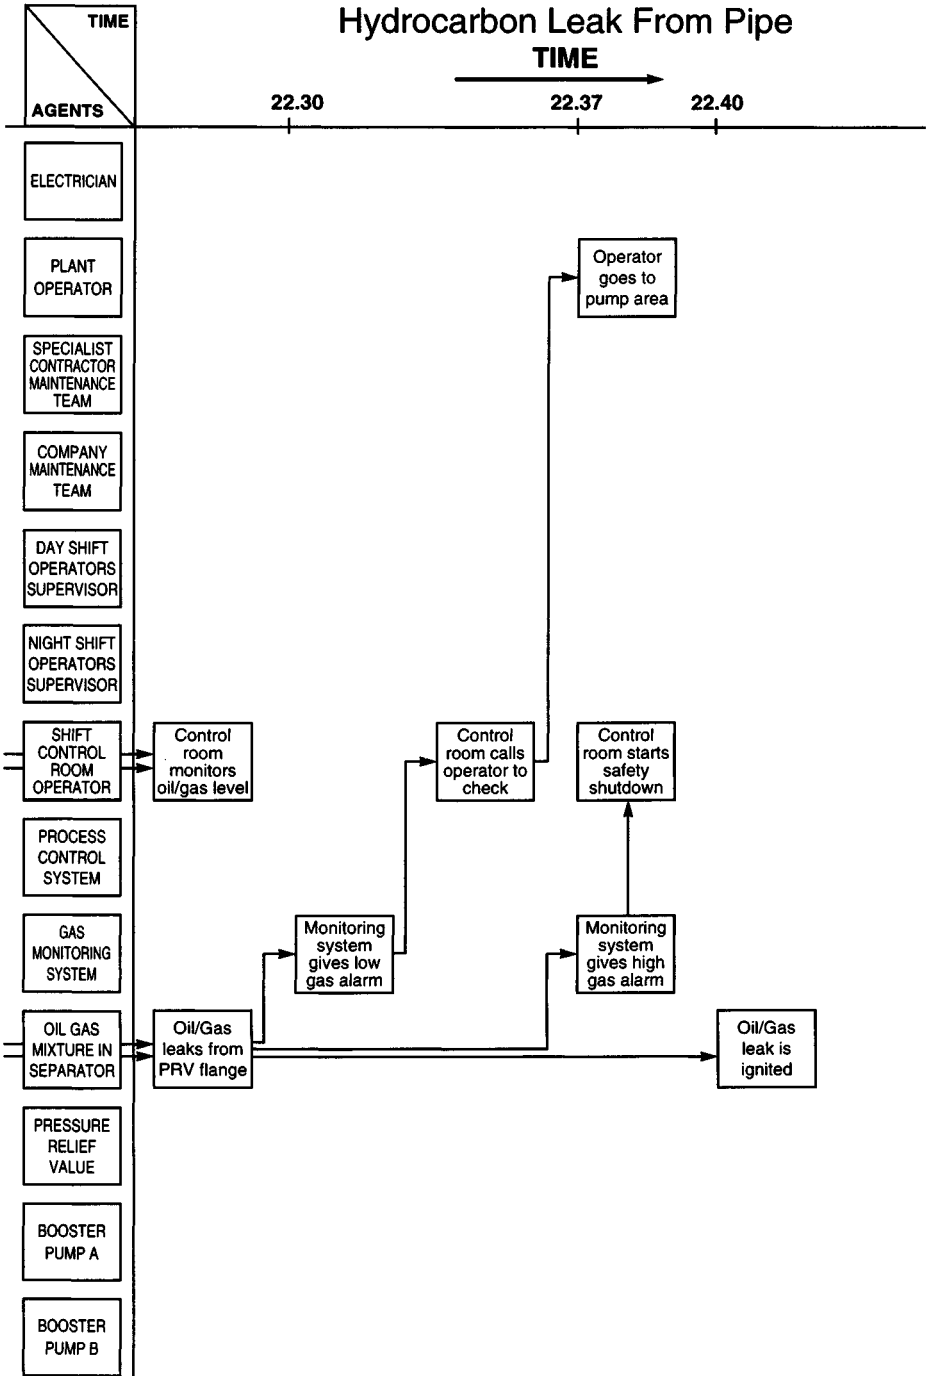 Hydrocarbon Leak From Pipe
TIME
TIME
AGENTS
22.30
22.37
22.40
ELECTRICIAN
PLANT
OPERATOR
Operator
goes to
pump area
SPECIALIST
CONTRACTOR
MAINTENANCE
TEAM
COMPANY
MAINTENANCE
TEAM
DAY SHIFT
OPERATORS
SUPERVISOR
NIGHT SHIFT
OPERATORS
SUPERVISOR
SHIFT
CONTROL
ROOM
OPERATOR
Control
room
monitors
oil/gas level
Control
room calls
operator to
check
Control
room starts
safety
shutdown
PROCESS
CONTROL
SYSTEM
GAS
MONITORING
SYSTEM
Monitoring
system
gives low
gas alarm
Monitoring
system
gives high
gas alarm
OIL GAS
MIXTURE IN
SEPARATOR
Oil/Gas
leaks from
PRV flange
Oil/Gas
leak is
ignited
PRESSURE
RELIEF
VALUE
BOOSTER
PUMP A
BOOSTER
PUMP B